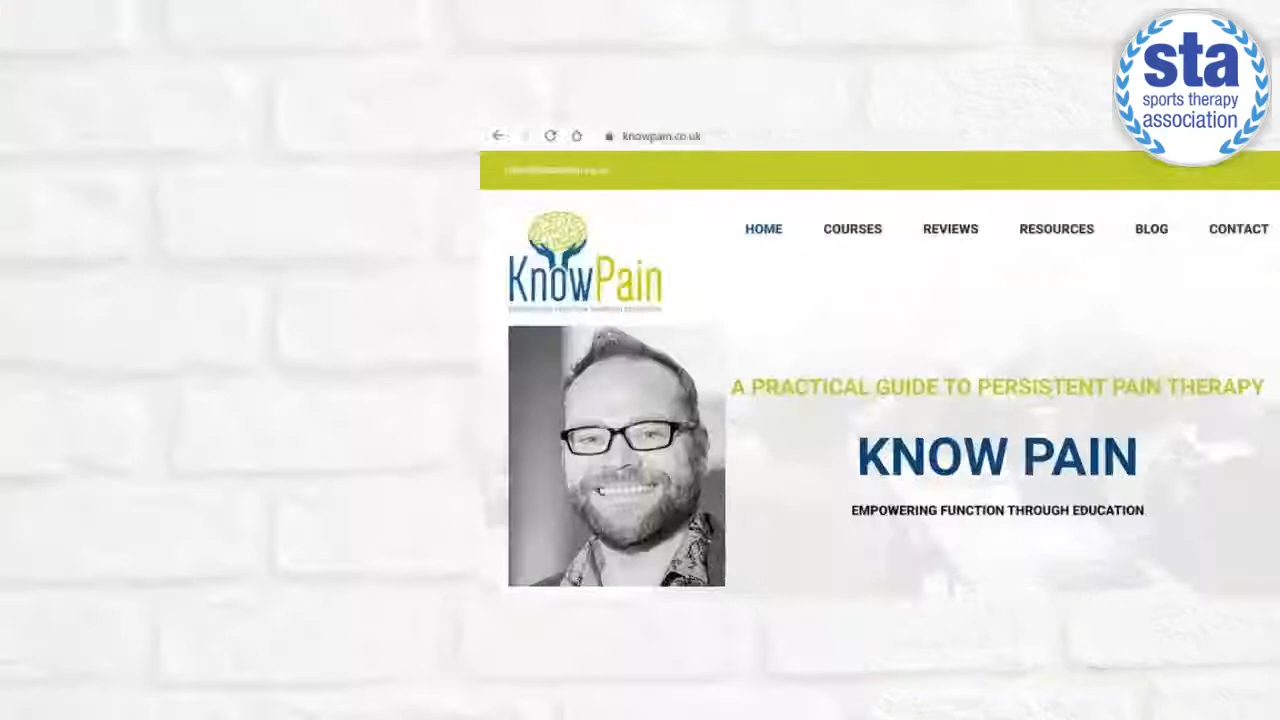 sta
sports therapy
association
knowpain.co.uk
HOME COURSES REVIEWS RESOURCES BLOG CONTACT
KnowPain
A PRACTICAL GUIDE TO PERSISTENT PAIN THERAPY
KNOW PAIN
EMPOWERING FUNCTION THROUGH EDUCATION